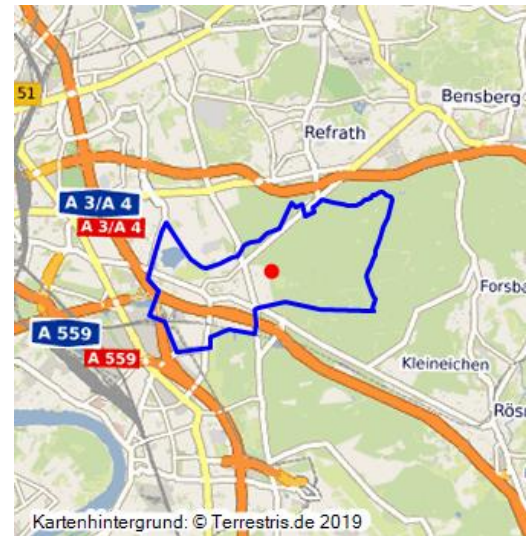 51
Bensberg
Refrath
A 3/A 4
A 3/A 4
Forsba
A 559
A 559
Kleineichen
Rösr
Kartenhintergrund: © Terrestris.de 2019